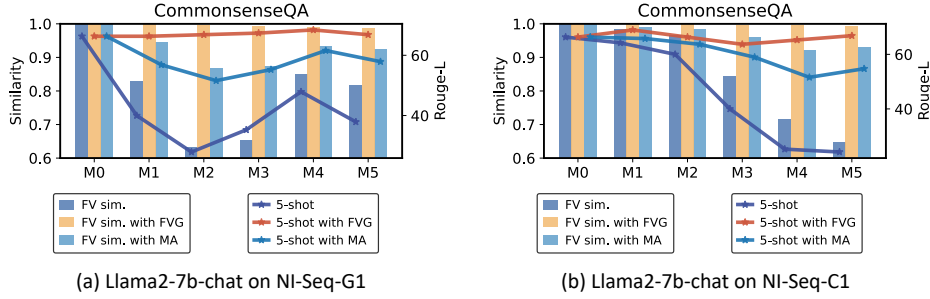 CommonsenseQA
1.0
0.9
0.8
0.7
0.6
Similarity
60
40
Rouge-L
M0 M1 M2 M3 M4 M5
FV sim.
FV sim. with FVG
FV sim. with MA
5-shot
5-shot with FVG
5-shot with MA
(a) Llama2-7b-chat on NI-Seq-G1
CommonsenseQA
1.0
0.9
0.8
0.7
0.6
Similarity
60
40
Rouge-L
M0 M1 M2 M3 M4 M5
FV sim.
FV sim. with FVG
FV sim. with MA
5-shot
5-shot with FVG
5-shot with MA
(b) Llama2-7b-chat on NI-Seq-C1